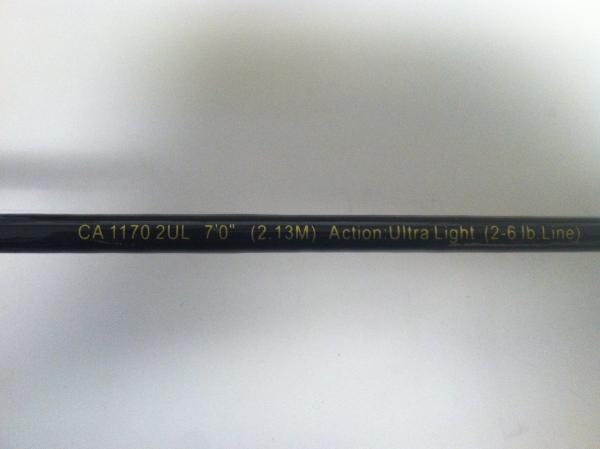 CA 1170 2UL 7'0" (2.13M) Action:Ultra Light (2-6 lb.Line)